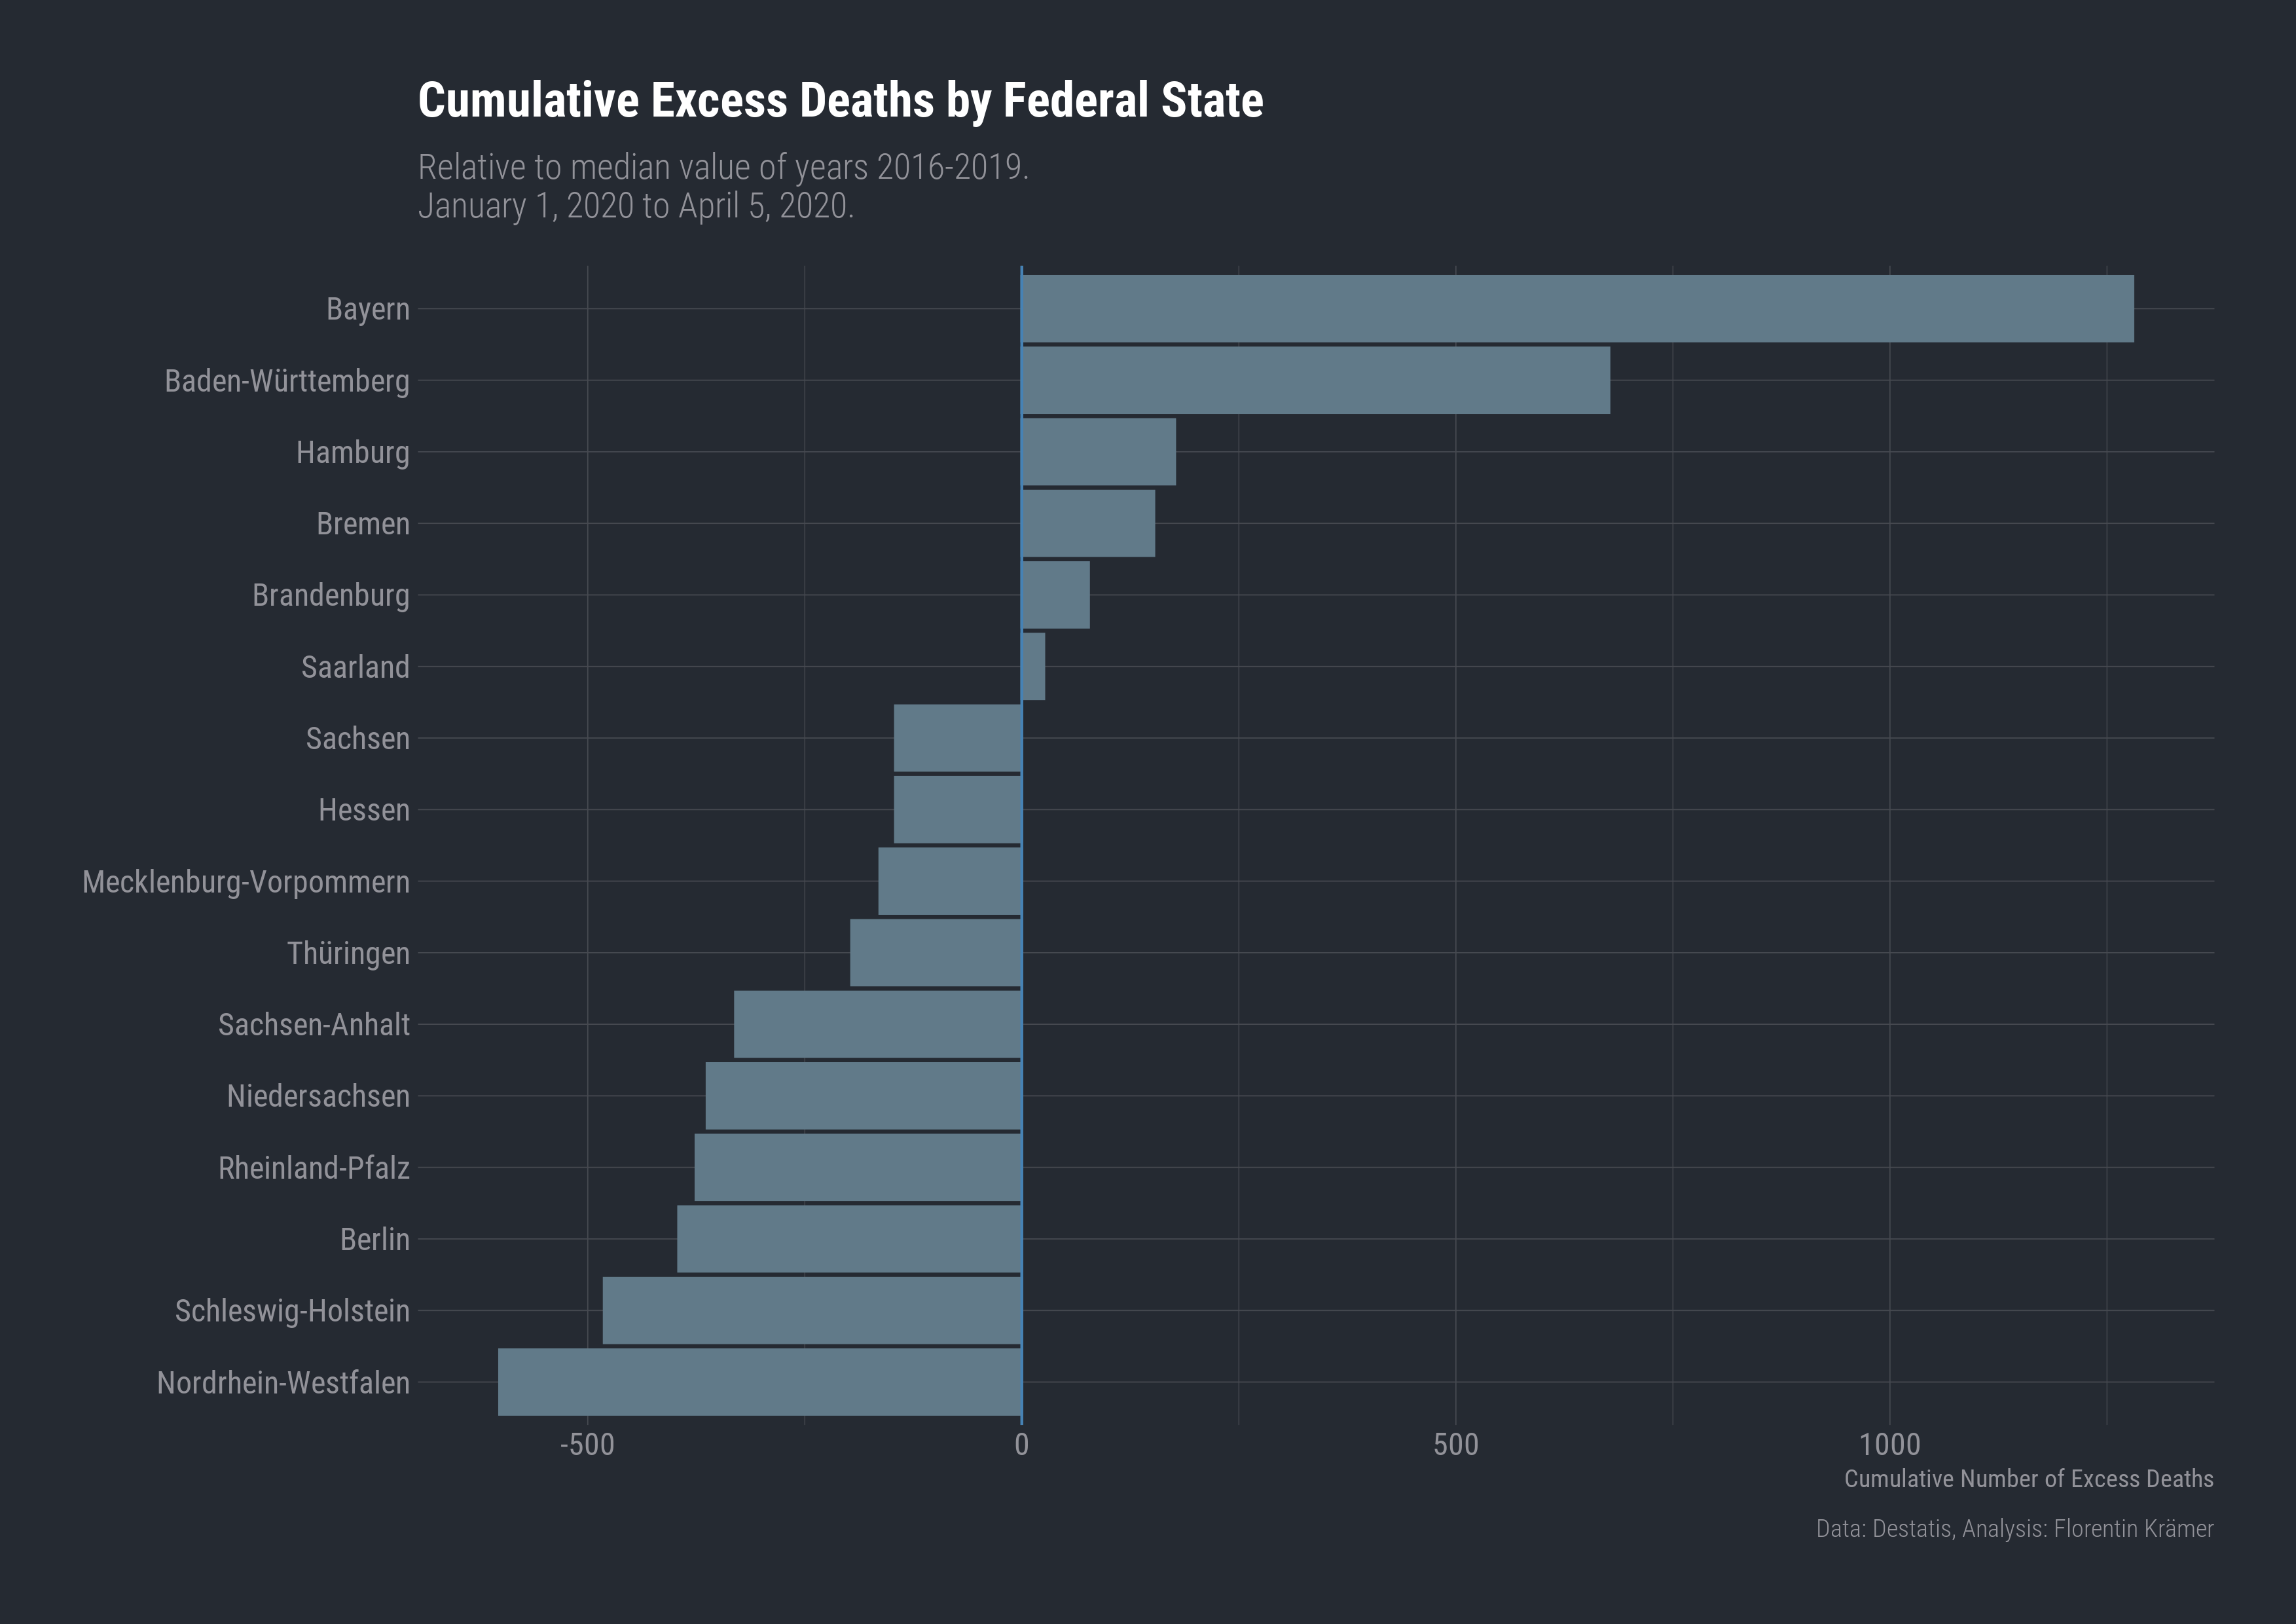 Cumulative Excess Deaths by Federal State
Relative to median value of years 2016-2019.
January 1, 2020 to April 5, 2020.
Bayern
Baden-Württemberg
Hamburg
Bremen
Brandenburg
Saarland
Sachsen
Hessen
Mecklenburg-Vorpommern
Thüringen
Sachsen-Anhalt
Niedersachsen
Rheinland-Pfalz
Berlin
Schleswig-Holstein
Nordrhein-Westfalen
-500 0 500 1000
Cumulative Number of Excess Deaths
Data: Destatis, Analysis: Florentin Krämer